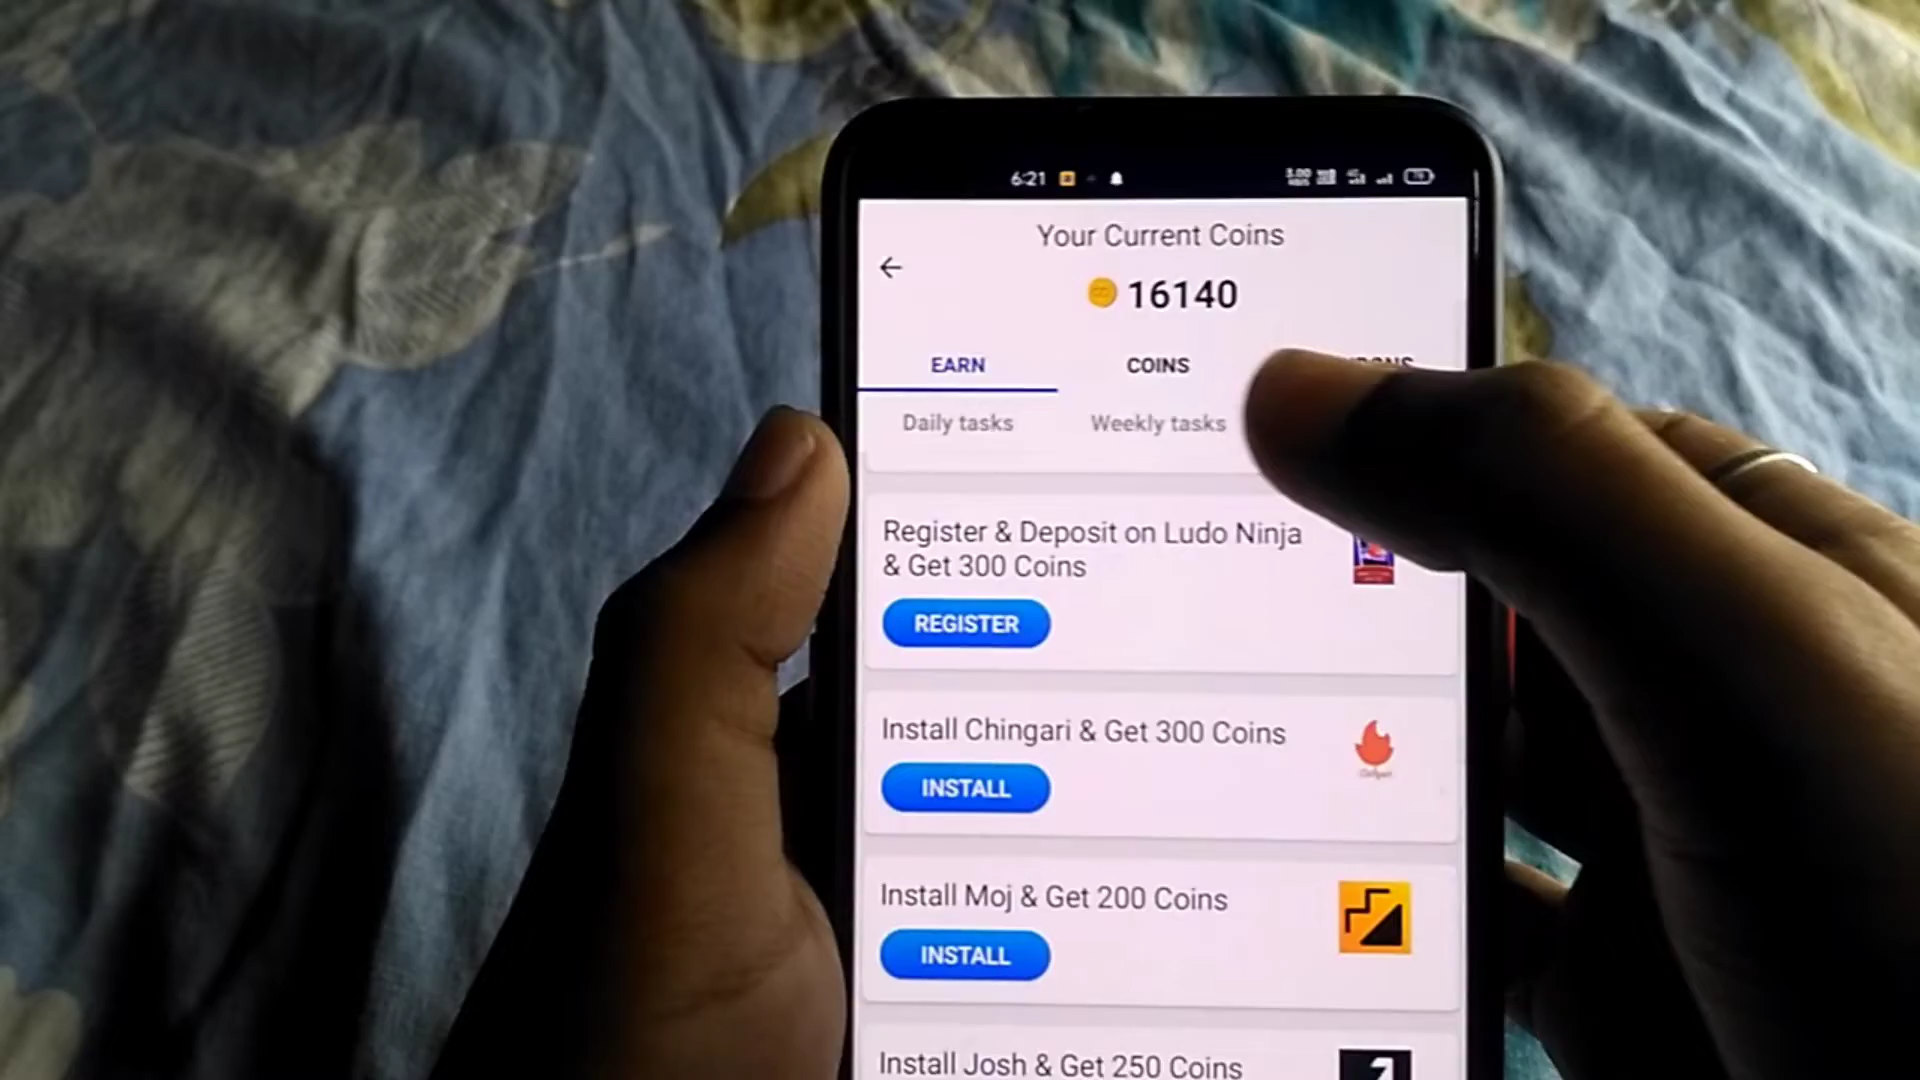 6:21
Your Current Coins
16140
EARN COINS
Daily tasks Weekly tasks
Register & Deposit on Ludo Ninja
& Get 300 Coins
REGISTER
Install Chingari & Get 300 Coins
INSTALL
Install Moj & Get 200 Coins
INSTALL
Install Josh & Get 250 Coins